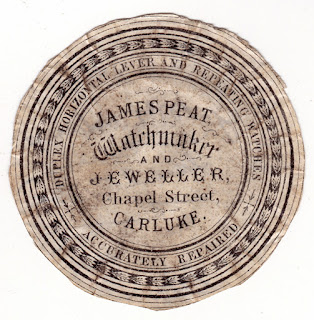 DUPLEX HORIZONTAL LEVER AND REPEATING WATCHES
JAMES PEAT
Watchmaker
AND
JEWELLER,
Chapel Street,
CARLUKE.
ACCURATELY REPAIRED